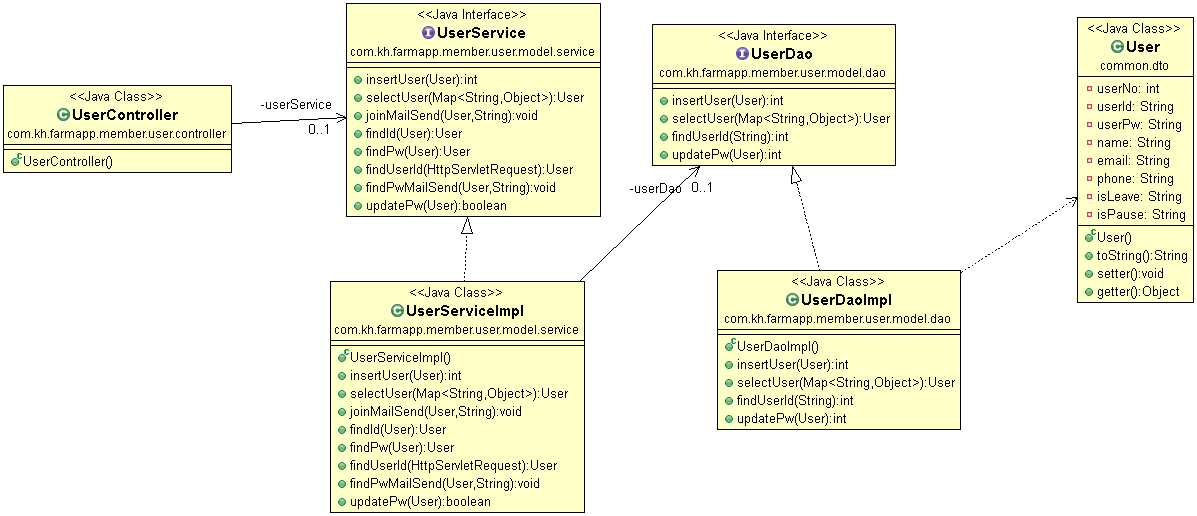 <<Java Class>>
UserController
com.kh.farmapp.member.user.controller
UserController()
-userService
0..1
<<Java Interface>>
UserService
com.kh.farmapp.member.user.model.service
insertUser(User):int
selectUser(Map<String,Object>):User
joinMailSend(User,String):void
findId(User):User
findPw(User):User
findUserId(HttpServletRequest):User
findPwMailSend(User,String):void
updatePw(User):boolean
<<Java Class>>
UserServiceImpl
com.kh.farmapp.member.user.model.service
UserServiceImpl()
insertUser(User):int
selectUser(Map<String,Object>):User
joinMailSend(User,String):void
findId(User):User
findPw(User):User
findUserId(HttpServletRequest):User
findPwMailSend(User,String):void
updatePw(User):boolean
-userDao
0..1
<<Java Interface>>
UserDao
com.kh.farmapp.member.user.model.dao
insertUser(User):int
selectUser(Map<String,Object>):User
findUserId(String):int
updatePw(User):int
<<Java Class>>
UserDaoImpl
com.kh.farmapp.member.user.model.dao
UserDaoImpl()
insertUser(User):int
selectUser(Map<String,Object>):User
findUserId(String):int
updatePw(User):int
<<Java Class>>
User
common.dto
userNo: int
userId: String
userPw: String
name: String
email: String
phone: String
isLeave: String
isPause: String
User()
toString():String
setter():void
getter():Object